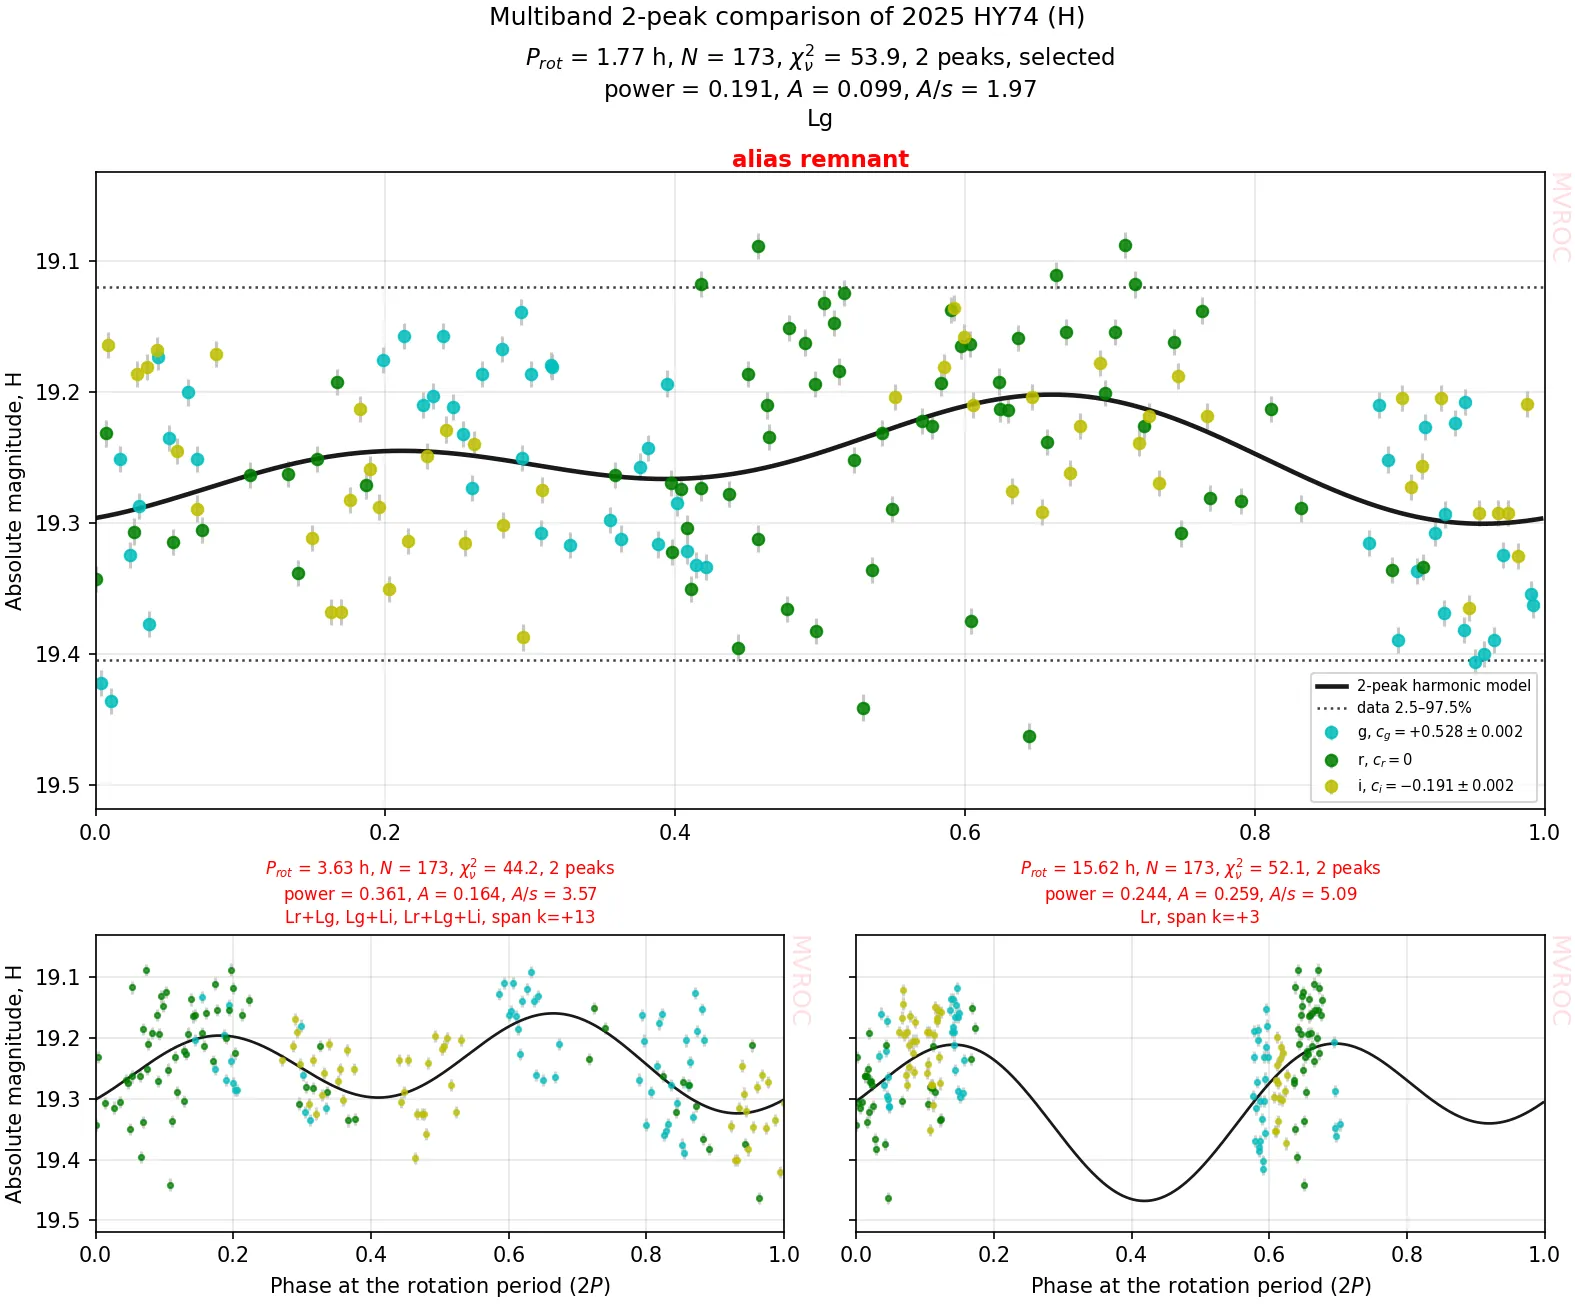 Multiband 2-peak comparison of 2025 HY74 (H)
P_rot = 1.77 h, N = 173, χ²_ν = 53.9, 2 peaks, selected
power = 0.191, A = 0.099, A/s = 1.97
Lg
alias remnant
MVROC
Absolute magnitude, H
19.1
19.2
19.3
19.4
19.5
2-peak harmonic model
data 2.5–97.5%
g, c_g = +0.528 ± 0.002
r, c_r = 0
i, c_i = −0.191 ± 0.002
0.0 0.2 0.4 0.6 0.8 1.0
P_rot = 3.63 h, N = 173, χ²_ν = 44.2, 2 peaks
power = 0.361, A = 0.164, A/s = 3.57
Lr+Lg, Lg+Li, Lr+Lg+Li, span k=+13
MVROC
Absolute magnitude, H
19.1
19.2
19.3
19.4
19.5
0.0 0.2 0.4 0.6 0.8 1.0
Phase at the rotation period (2P)
P_rot = 15.62 h, N = 173, χ²_ν = 52.1, 2 peaks
power = 0.244, A = 0.259, A/s = 5.09
Lr, span k=+3
MVROC
0.0 0.2 0.4 0.6 0.8 1.0
Phase at the rotation period (2P)